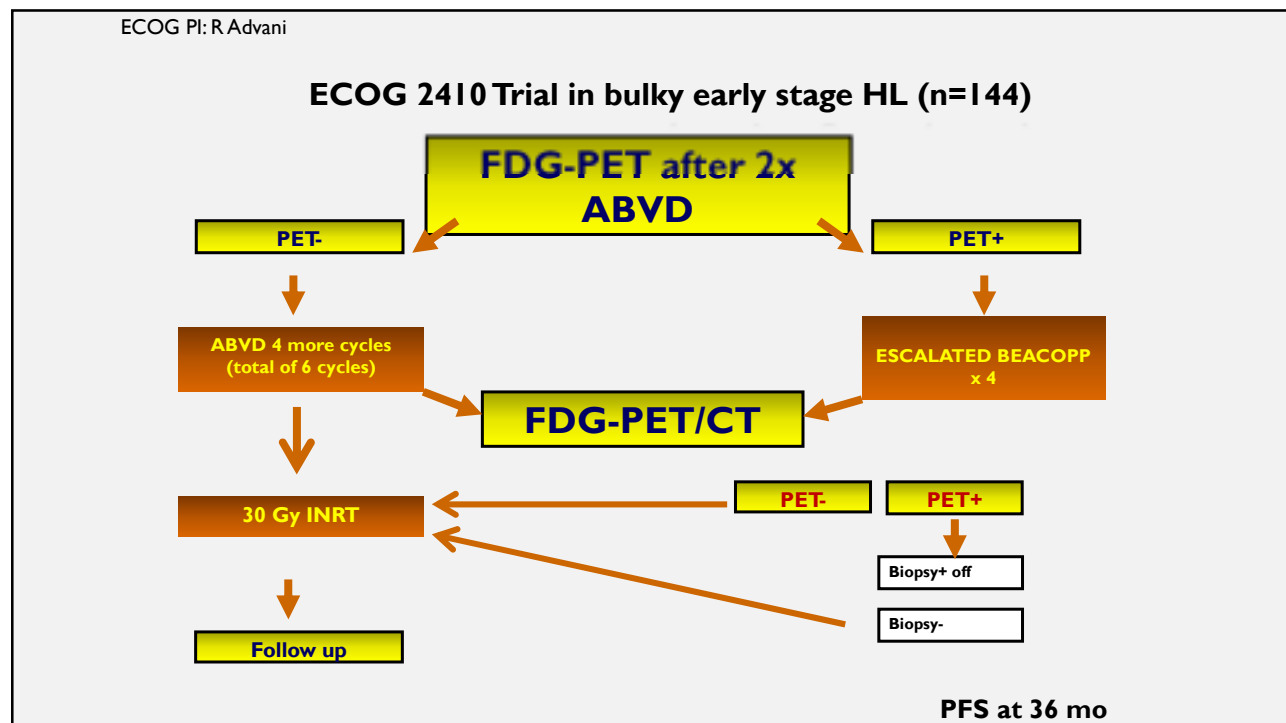 ECOG PI: R Advani
ECOG 2410 Trial in bulky early stage HL (n=144)
FDG-PET after 2x
ABVD
PET-
PET+
ABVD 4 more cycles
(total of 6 cycles)
ESCALATED BEACOPP
x 4
FDG-PET/CT
PET-
PET+
30 Gy INRT
Biopsy+ off
Biopsy-
Follow up
PFS at 36 mo